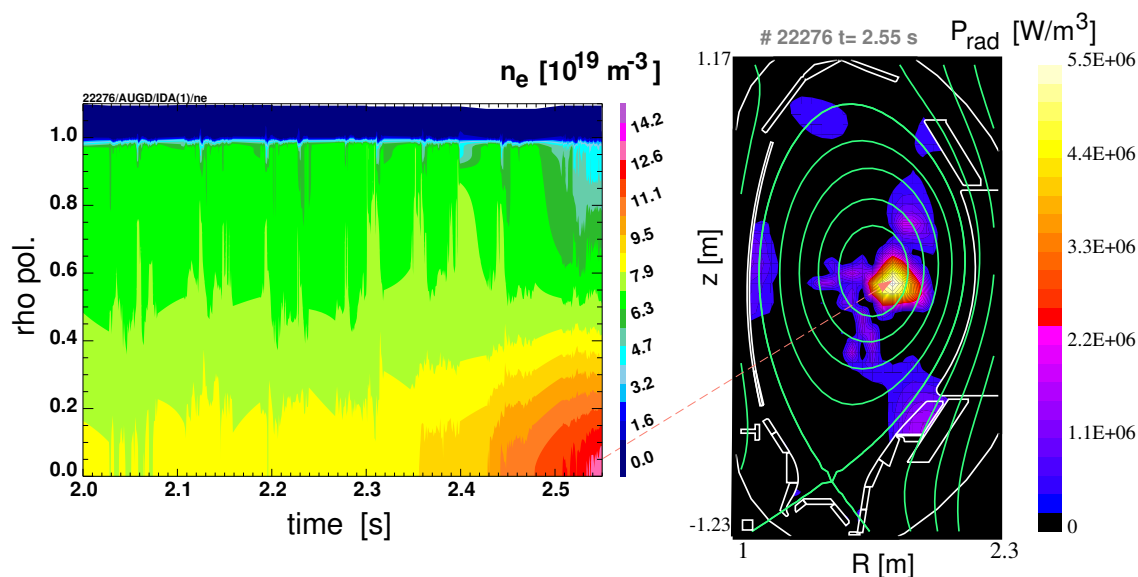 n_e [10^19 m^-3]
22276/AUGD/IDA(1)/ne
1.0
0.8
0.6
0.4
0.2
0.0
rho pol.
2.0 2.1 2.2 2.3 2.4 2.5
time [s]
14.2
12.6
11.1
9.5
7.9
6.3
4.7
3.2
1.6
0.0
# 22276 t= 2.55 s
P_rad [W/m^3]
1.17
z [m]
-1.23
1 2.3
R [m]
5.5E+06
4.4E+06
3.3E+06
2.2E+06
1.1E+06
0